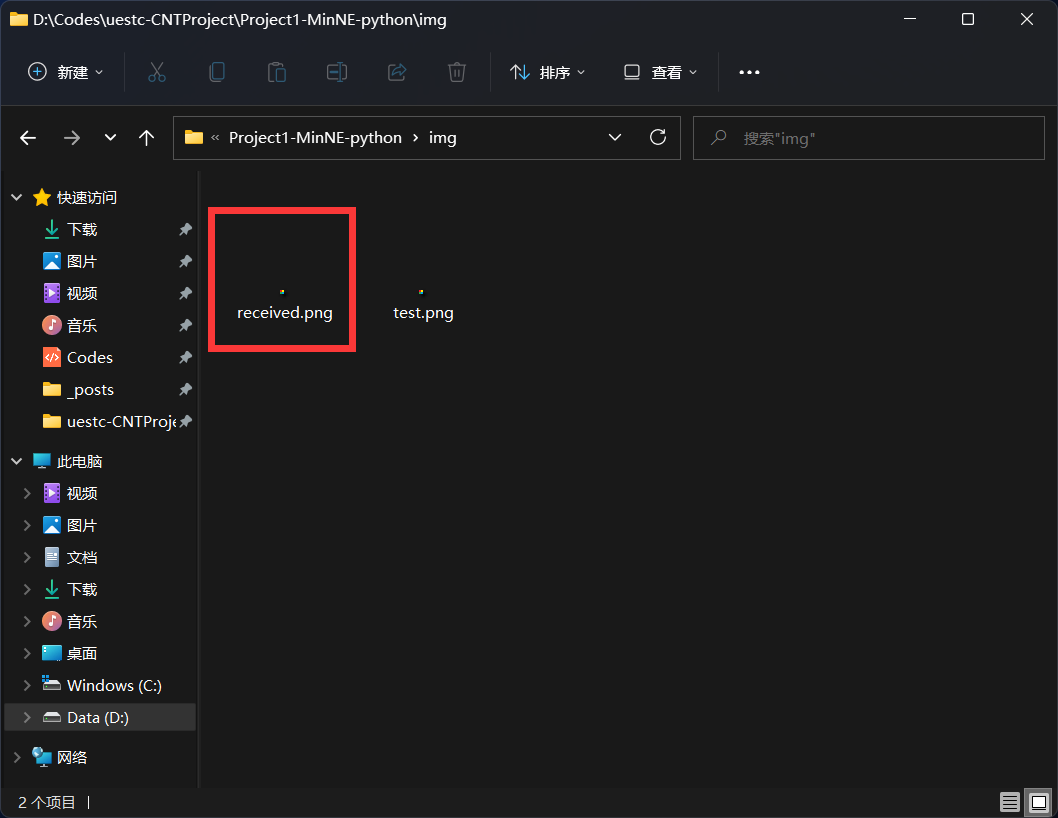 D:\Codes\uestc-CNTProject\Project1-MinNE-python\img
新建
排序
查看
« Project1-MinNE-python › img
搜索"img"
快速访问
下载
图片
视频
音乐
Codes
_posts
uestc-CNTProje
此电脑
视频
图片
文档
下载
音乐
桌面
Windows (C:)
Data (D:)
网络
received.png
test.png
2 个项目